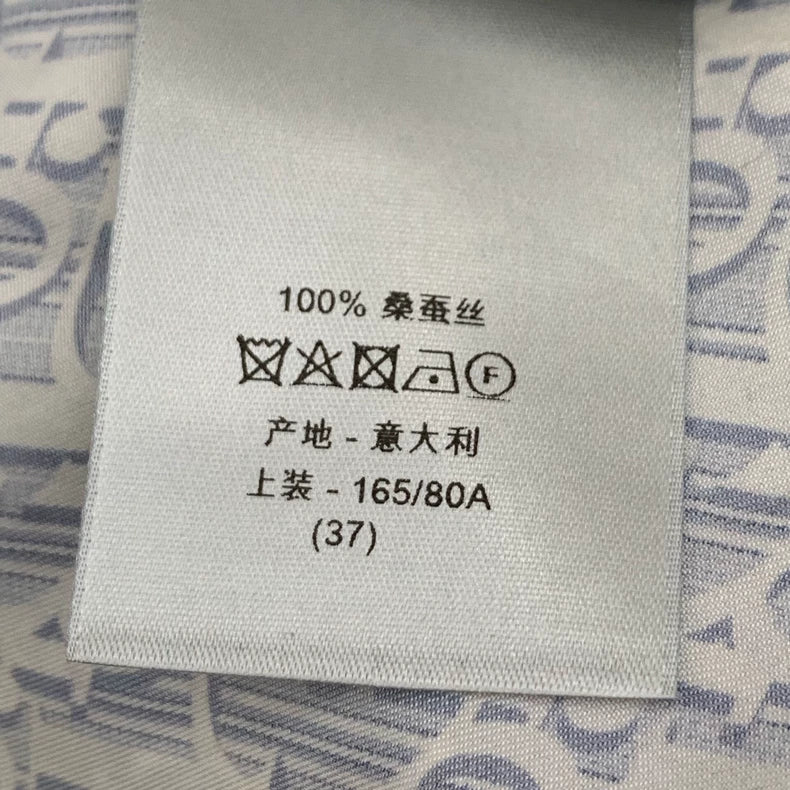 100% 桑蚕丝
F
产地 - 意大利
上装 - 165/80A
(37)